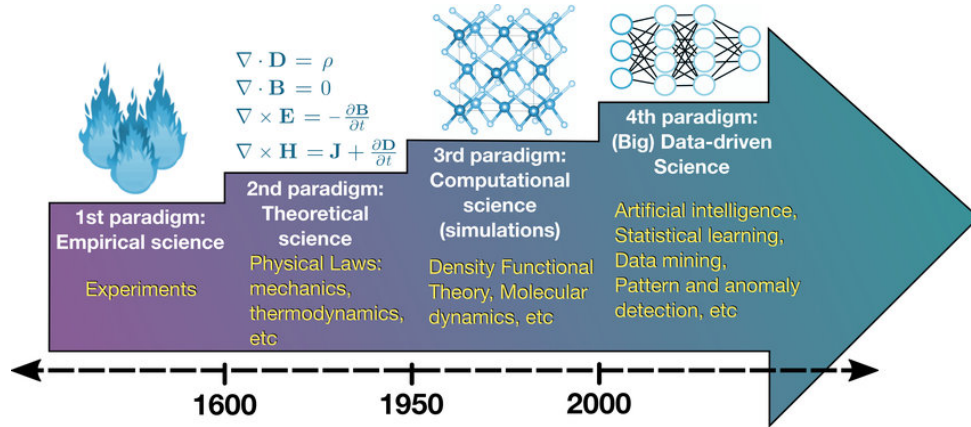 ∇ · D = ρ
∇ · B = 0
∇ × E = −∂B/∂t
∇ × H = J + ∂D/∂t
1st paradigm:
Empirical science
Experiments
2nd paradigm:
Theoretical
science
Physical Laws:
mechanics,
thermodynamics,
etc
3rd paradigm:
Computational
science
(simulations)
Density Functional
Theory, Molecular
dynamics, etc
4th paradigm:
(Big) Data-driven
Science
Artificial intelligence,
Statistical learning,
Data mining,
Pattern and anomaly
detection, etc
1600
1950
2000